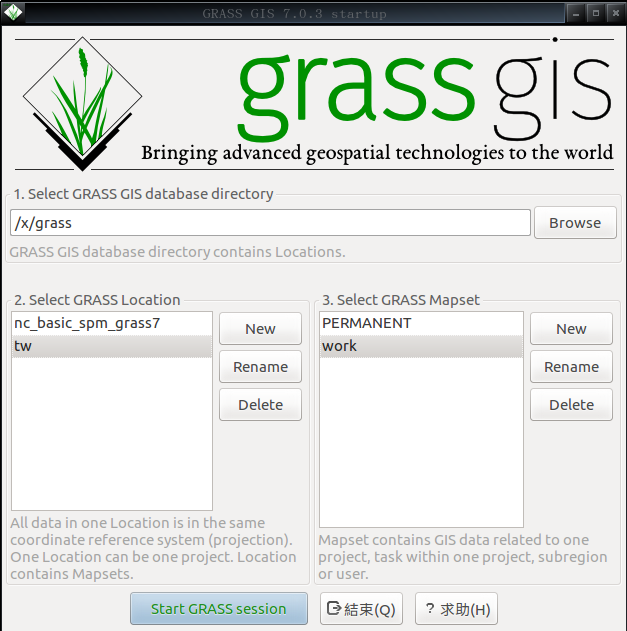 GRASS GIS 7.0.3 startup
grass gis
Bringing advanced geospatial technologies to the world
1. Select GRASS GIS database directory
/x/grass
Browse
GRASS GIS database directory contains Locations.
2. Select GRASS Location
nc_basic_spm_grass7
tw
New
Rename
Delete
All data in one Location is in the same
coordinate reference system (projection).
One Location can be one project. Location
contains Mapsets.
3. Select GRASS Mapset
PERMANENT
work
New
Rename
Delete
Mapset contains GIS data related to one
project, task within one project, subregion
or user.
Start GRASS session
結束(Q)
? 求助(H)